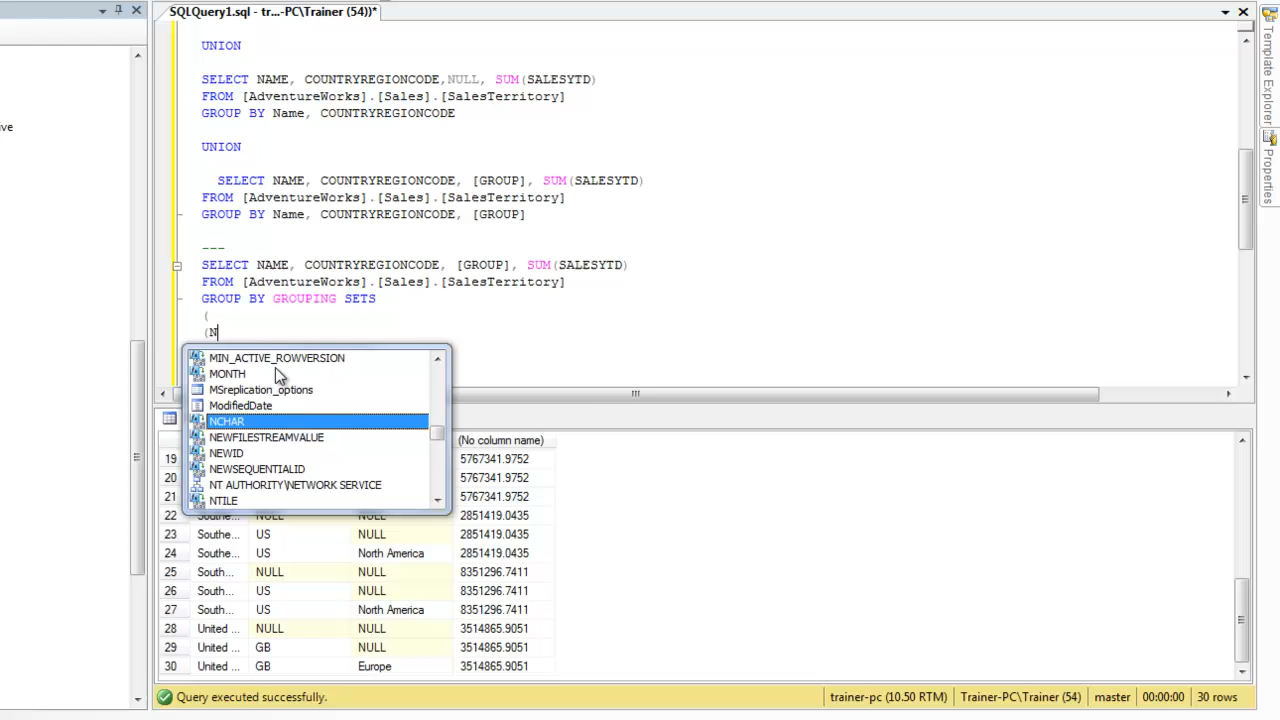 SQLQuery1.sql - tr...-PC\Trainer (54))*
ive
UNION
SELECT NAME, COUNTRYREGIONCODE,NULL, SUM(SALESYTD)
FROM [AdventureWorks].[Sales].[SalesTerritory]
GROUP BY Name, COUNTRYREGIONCODE
UNION
SELECT NAME, COUNTRYREGIONCODE, [GROUP], SUM(SALESYTD)
FROM [AdventureWorks].[Sales].[SalesTerritory]
GROUP BY Name, COUNTRYREGIONCODE, [GROUP]
---
SELECT NAME, COUNTRYREGIONCODE, [GROUP], SUM(SALESYTD)
FROM [AdventureWorks].[Sales].[SalesTerritory]
GROUP BY GROUPING SETS
(
(N
MIN_ACTIVE_ROWVERSION
MONTH
MSreplication_options
ModifiedDate
NCHAR
NEWFILESTREAMVALUE
NEWID
NEWSEQUENTIALID
NT AUTHORITY\NETWORK SERVICE
NTILE
(No column name)
19 5767341.9752
20 5767341.9752
21 5767341.9752
22 Southe... NULL NULL 2851419.0435
23 Southe... US NULL 2851419.0435
24 Southe... US North America 2851419.0435
25 South... NULL NULL 8351296.7411
26 South... US NULL 8351296.7411
27 South... US North America 8351296.7411
28 United ... NULL NULL 3514865.9051
29 United ... GB NULL 3514865.9051
30 United ... GB Europe 3514865.9051
Query executed successfully. trainer-pc (10.50 RTM) Trainer-PC\Trainer (54) master 00:00:00 30 rows
Template Explorer
Properties